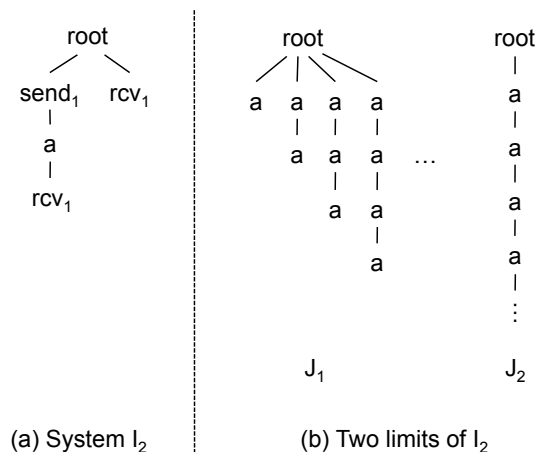 root
send₁ rcv₁
a
rcv₁
root
a a a a
a a a ...
a a
a
J₁
root
a
a
a
a
⋮
J₂
(a) System I₂
(b) Two limits of I₂